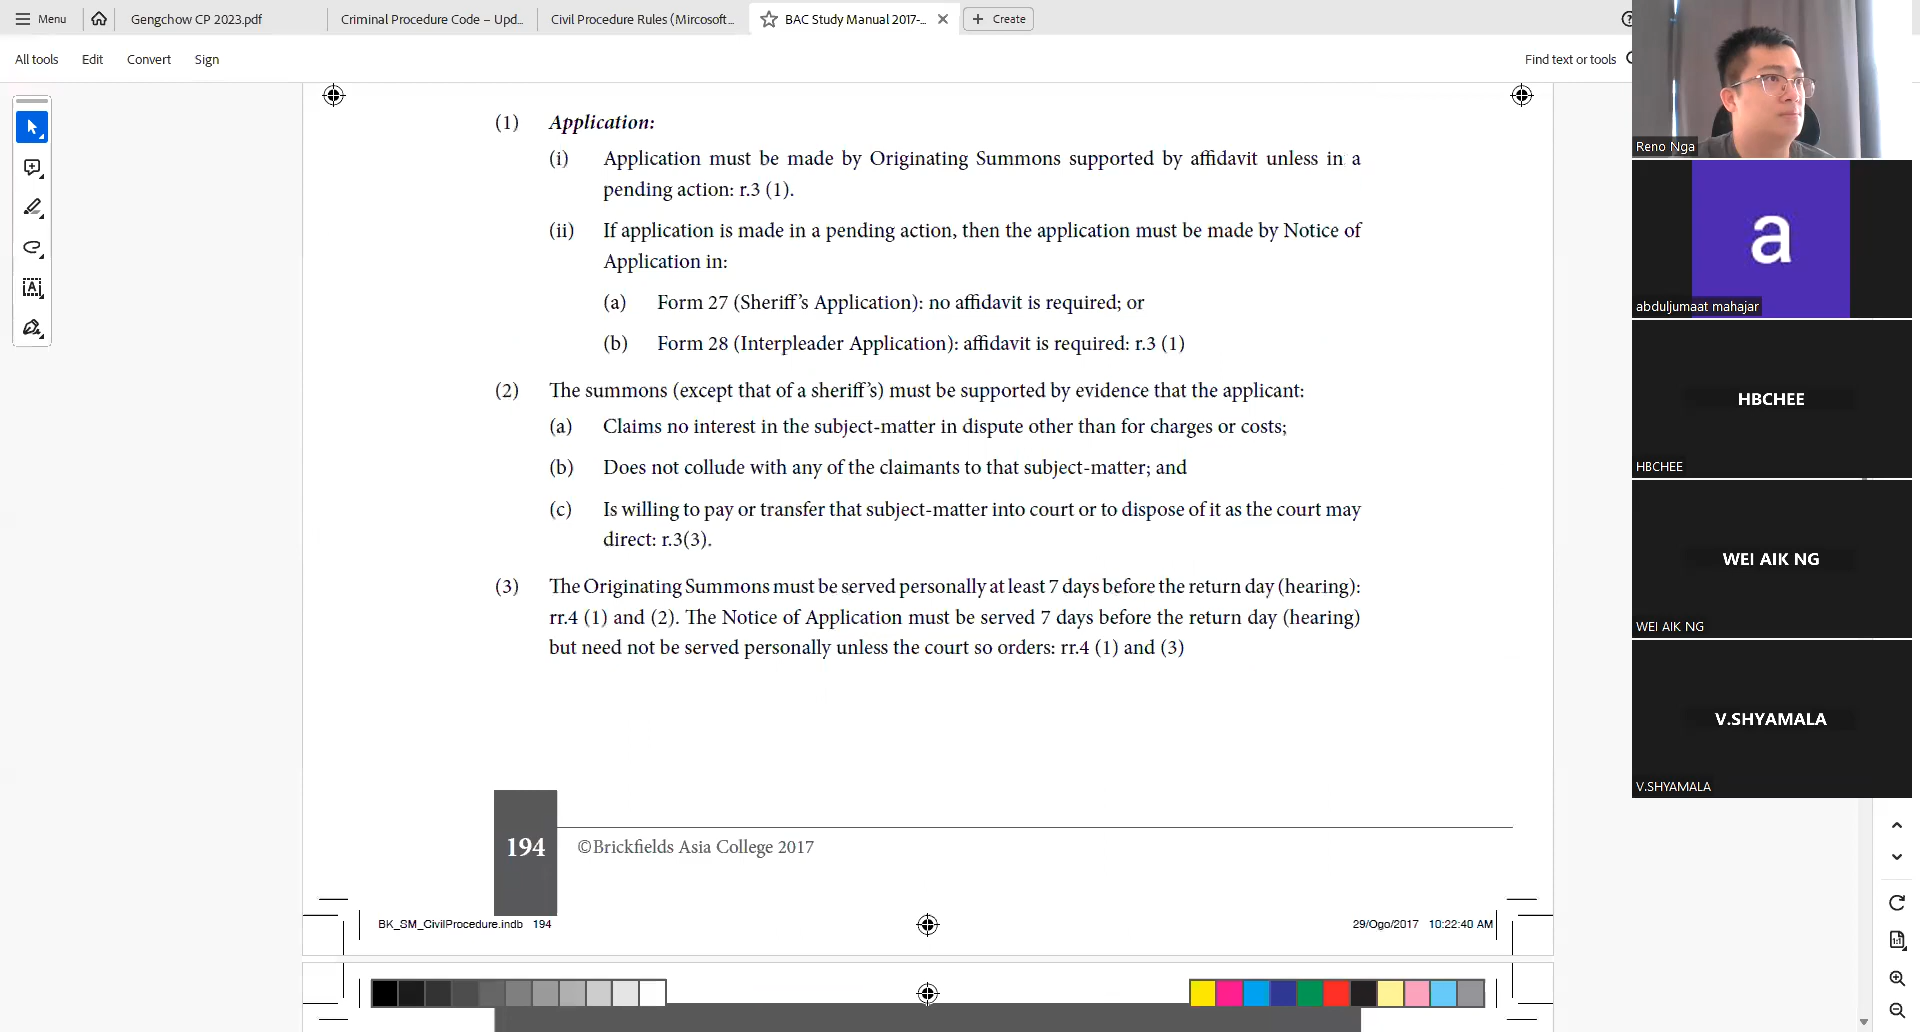 Menu
Gengchow CP 2023.pdf
Criminal Procedure Code – Upd...
Civil Procedure Rules (Mircosoft...
BAC Study Manual 2017-...
Create
All tools
Edit
Convert
Sign
Find text or tools
(1) Application:
(i) Application must be made by Originating Summons supported by affidavit unless in a
pending action: r.3 (1).
(ii) If application is made in a pending action, then the application must be made by Notice of
Application in:
(a) Form 27 (Sheriff's Application): no affidavit is required; or
(b) Form 28 (Interpleader Application): affidavit is required: r.3 (1)
(2) The summons (except that of a sheriff's) must be supported by evidence that the applicant:
(a) Claims no interest in the subject-matter in dispute other than for charges or costs;
(b) Does not collude with any of the claimants to that subject-matter; and
(c) Is willing to pay or transfer that subject-matter into court or to dispose of it as the court may
direct: r.3(3).
(3) The Originating Summons must be served personally at least 7 days before the return day (hearing):
rr.4 (1) and (2). The Notice of Application must be served 7 days before the return day (hearing)
but need not be served personally unless the court so orders: rr.4 (1) and (3)
194
©Brickfields Asia College 2017
BK_SM_CivilProcedure.indb 194
29/Ogo/2017 10:22:40 AM
Reno Nga
a
abduljumaat mahajar
HBCHEE
HBCHEE
WEI AIK NG
WEI AIK NG
V.SHYAMALA
V.SHYAMALA